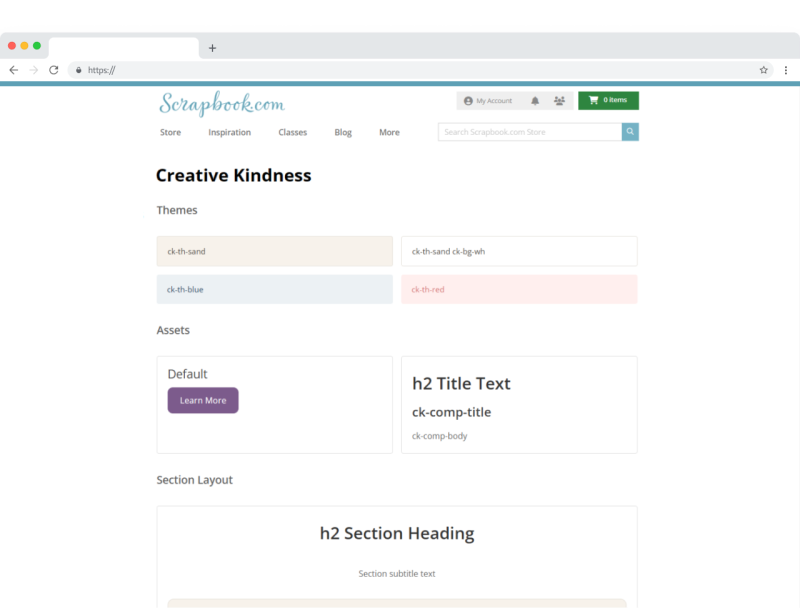 https://
Scrapbook.com
My Account
0 Items
Store Inspiration Classes Blog More
Search Scrapbook.com Store
Creative Kindness
Themes
ck-th-sand
ck-th-sand ck-bg-wh
ck-th-blue
ck-th-red
Assets
Default
Learn More
h2 Title Text
ck-comp-title
ck-comp-body
Section Layout
h2 Section Heading
Section subtitle text